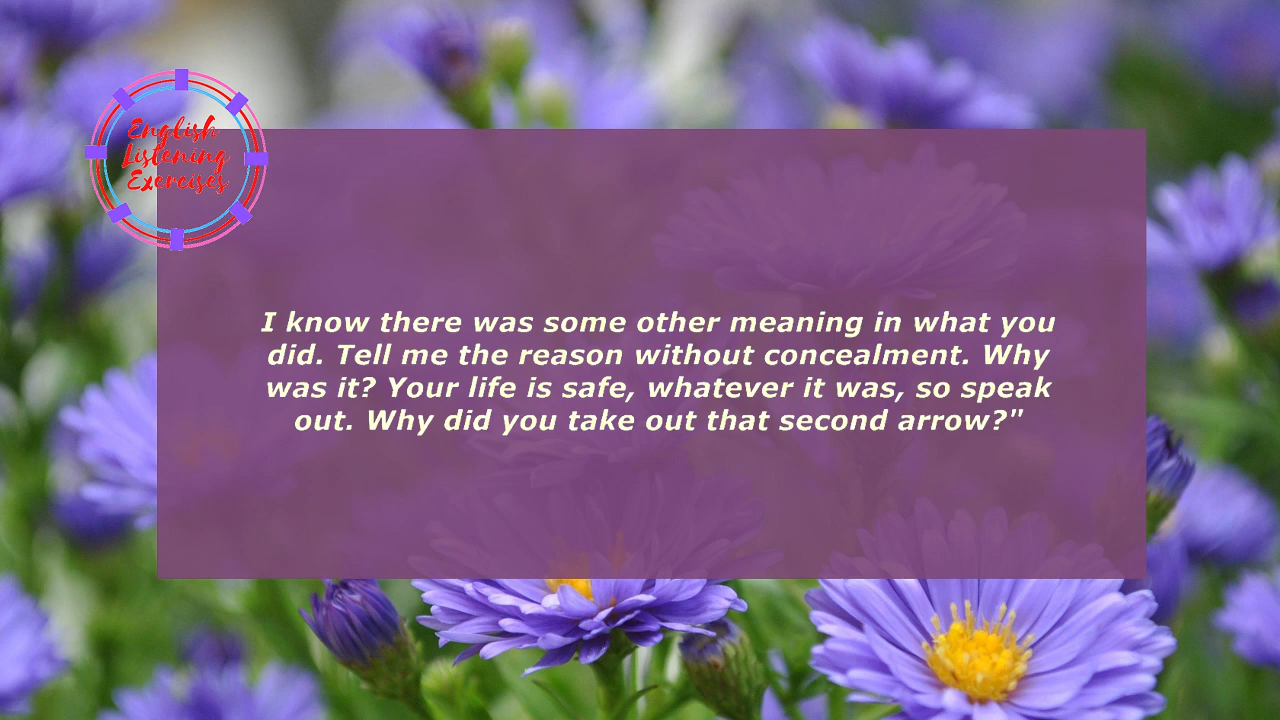 English
Listening
Exercises
I know there was some other meaning in what you
did. Tell me the reason without concealment. Why
was it? Your life is safe, whatever it was, so speak
out. Why did you take out that second arrow?"